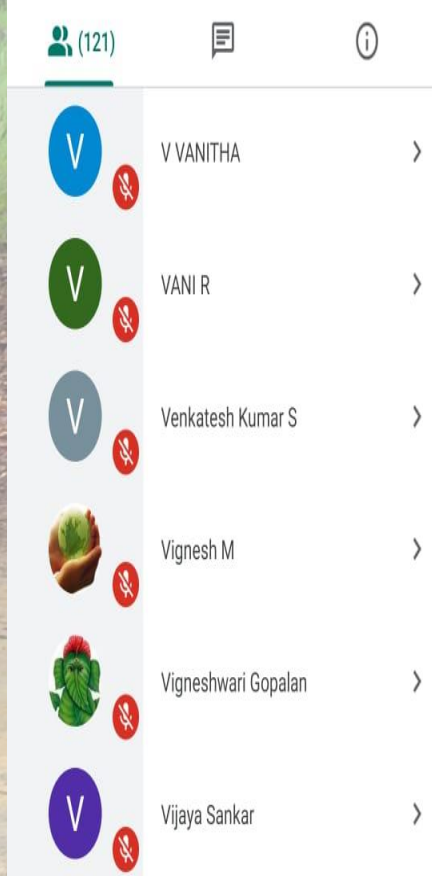 (121)
V
V VANITHA
V
VANI R
V
Venkatesh Kumar S
Vignesh M
Vigneshwari Gopalan
V
Vijaya Sankar